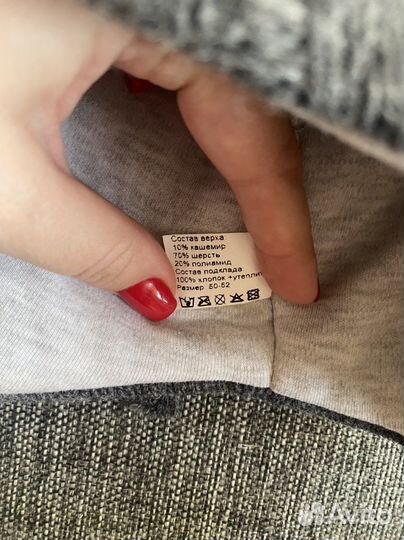 Состав верха
10% кашемир
70% шерсть
20% полиамид
Состав подклада
100% хлопок +утеплит
Размер 50-52
Avito